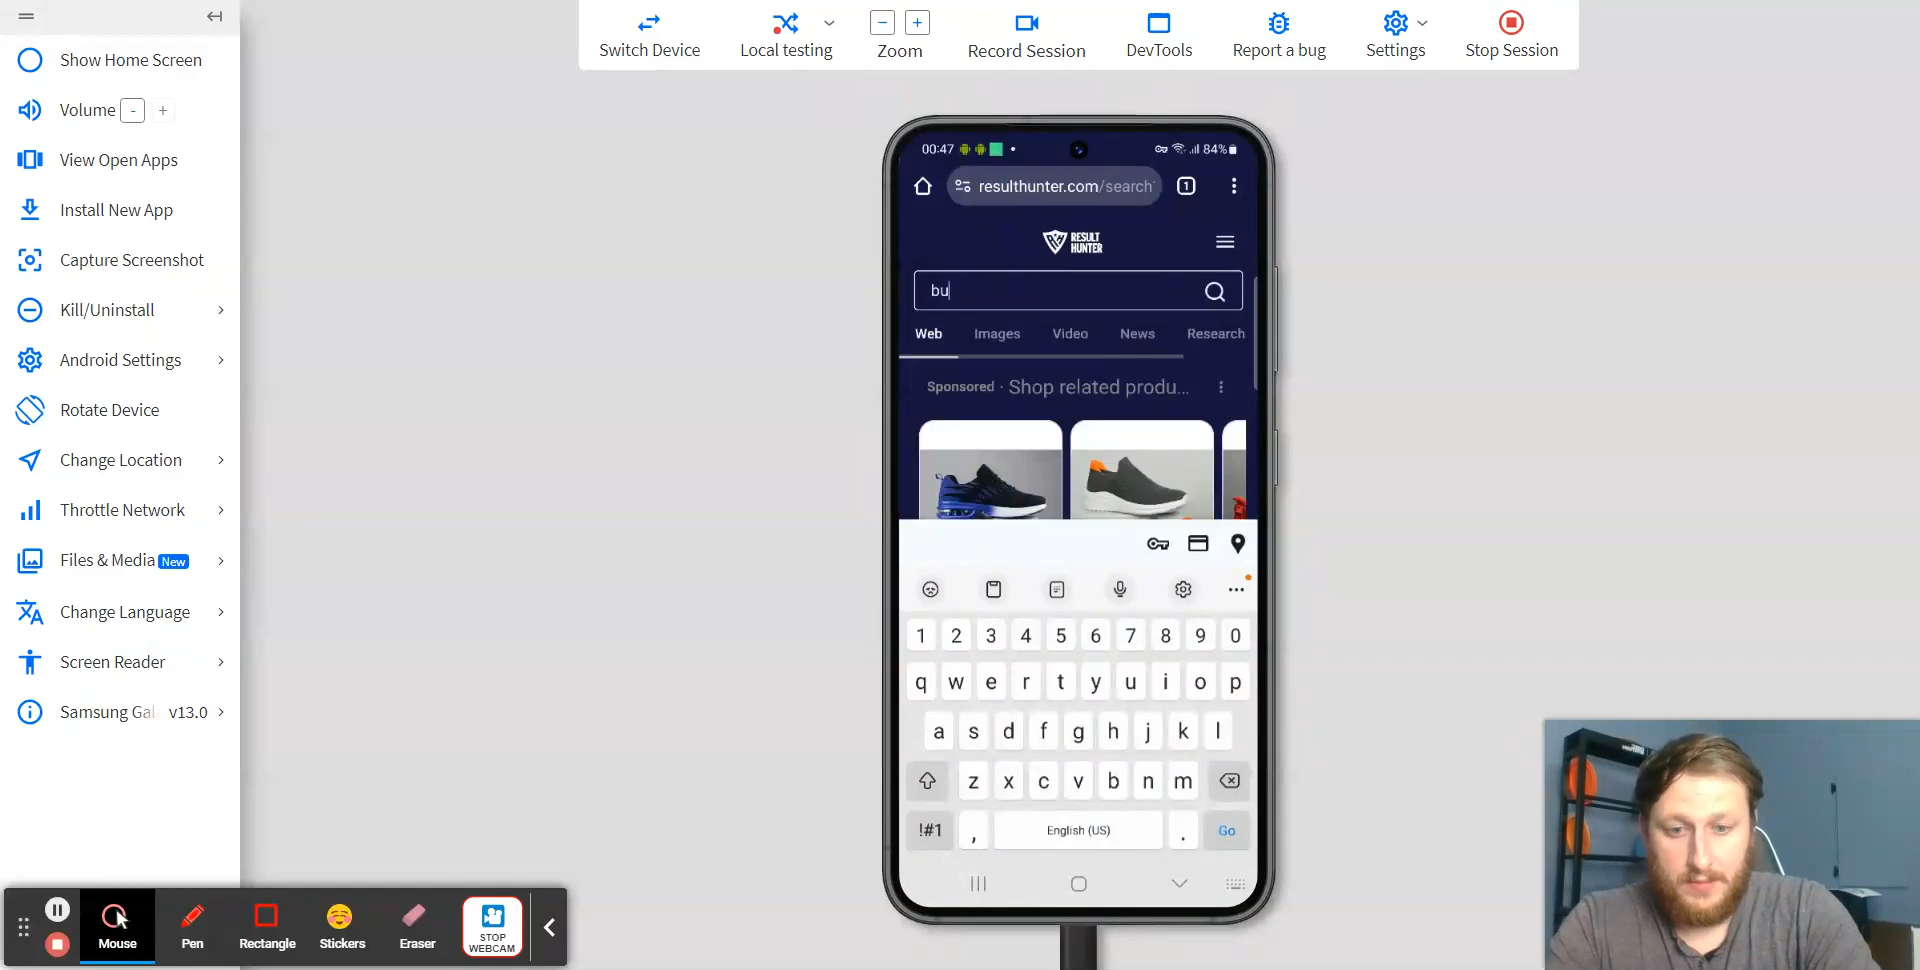 Show Home Screen
Volume - +
View Open Apps
Install New App
Capture Screenshot
Kill/Uninstall
Android Settings
Rotate Device
Change Location
Throttle Network
Files & Media New
Change Language
Screen Reader
Samsung Gal v13.0
Switch Device
Local testing
Zoom
Record Session
DevTools
Report a bug
Settings
Stop Session
00:47
84%
resulthunter.com/search
1
RESULT
HUNTER
bu
Web Images Video News Research
Sponsored · Shop related produ...
1 2 3 4 5 6 7 8 9 0
q w e r t y u i o p
a s d f g h j k l
z x c v b n m
!#1 , English (US) . Go
Mouse
Pen
Rectangle
Stickers
Eraser
STOP
WEBCAM